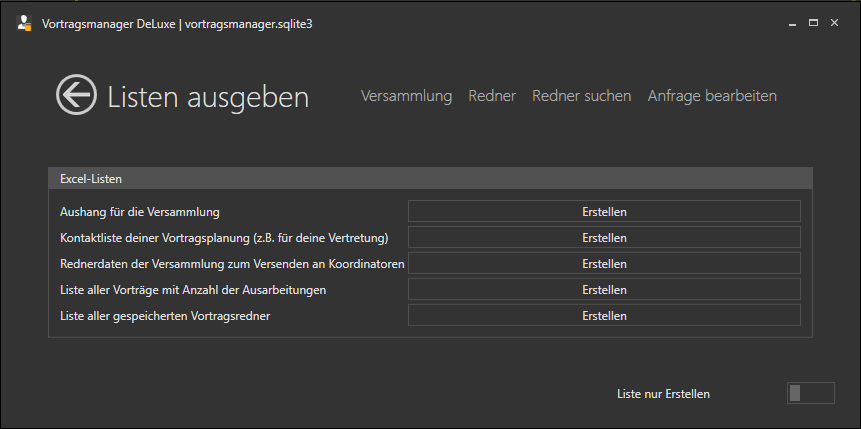 Vortragsmanager DeLuxe | vortragsmanager.sqlite3
Listen ausgeben Versammlung Redner Redner suchen Anfrage bearbeiten
Excel-Listen
Aushang für die Versammlung Erstellen
Kontaktliste deiner Vortragsplanung (z.B. für deine Vertretung) Erstellen
Rednerdaten der Versammlung zum Versenden an Koordinatoren Erstellen
Liste aller Vorträge mit Anzahl der Ausarbeitungen Erstellen
Liste aller gespeicherten Vortragsredner Erstellen
Liste nur Erstellen